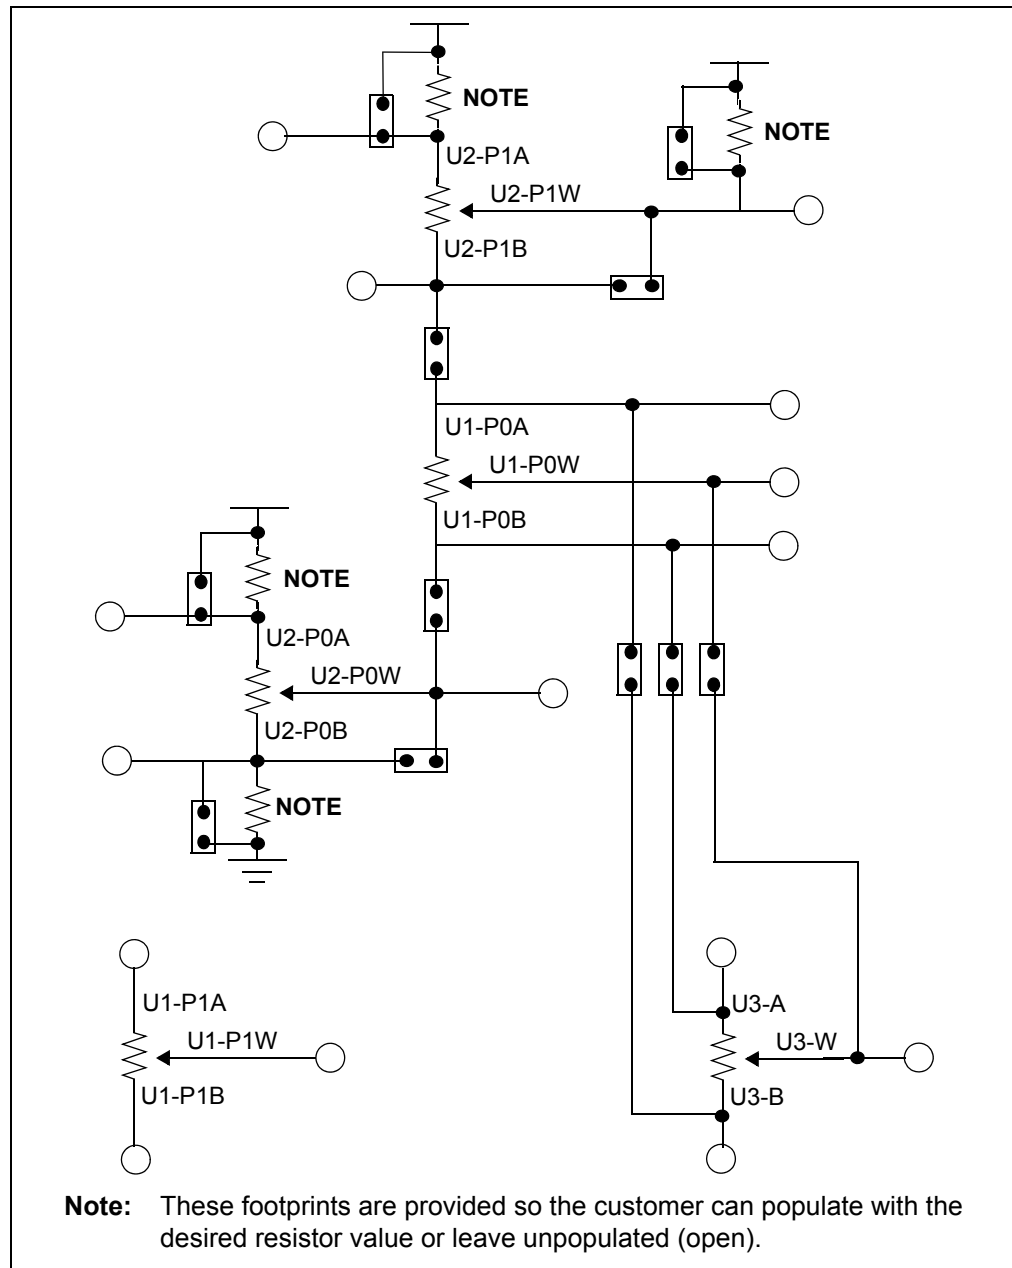 NOTE
NOTE
U2-P1A
U2-P1W
U2-P1B
U1-P0A
U1-P0W
U1-P0B
NOTE
U2-P0A
U2-P0W
U2-P0B
NOTE
U1-P1A
U3-A
U1-P1W
U3-W
U1-P1B
U3-B
Note: These footprints are provided so the customer can populate with the
desired resistor value or leave unpopulated (open).